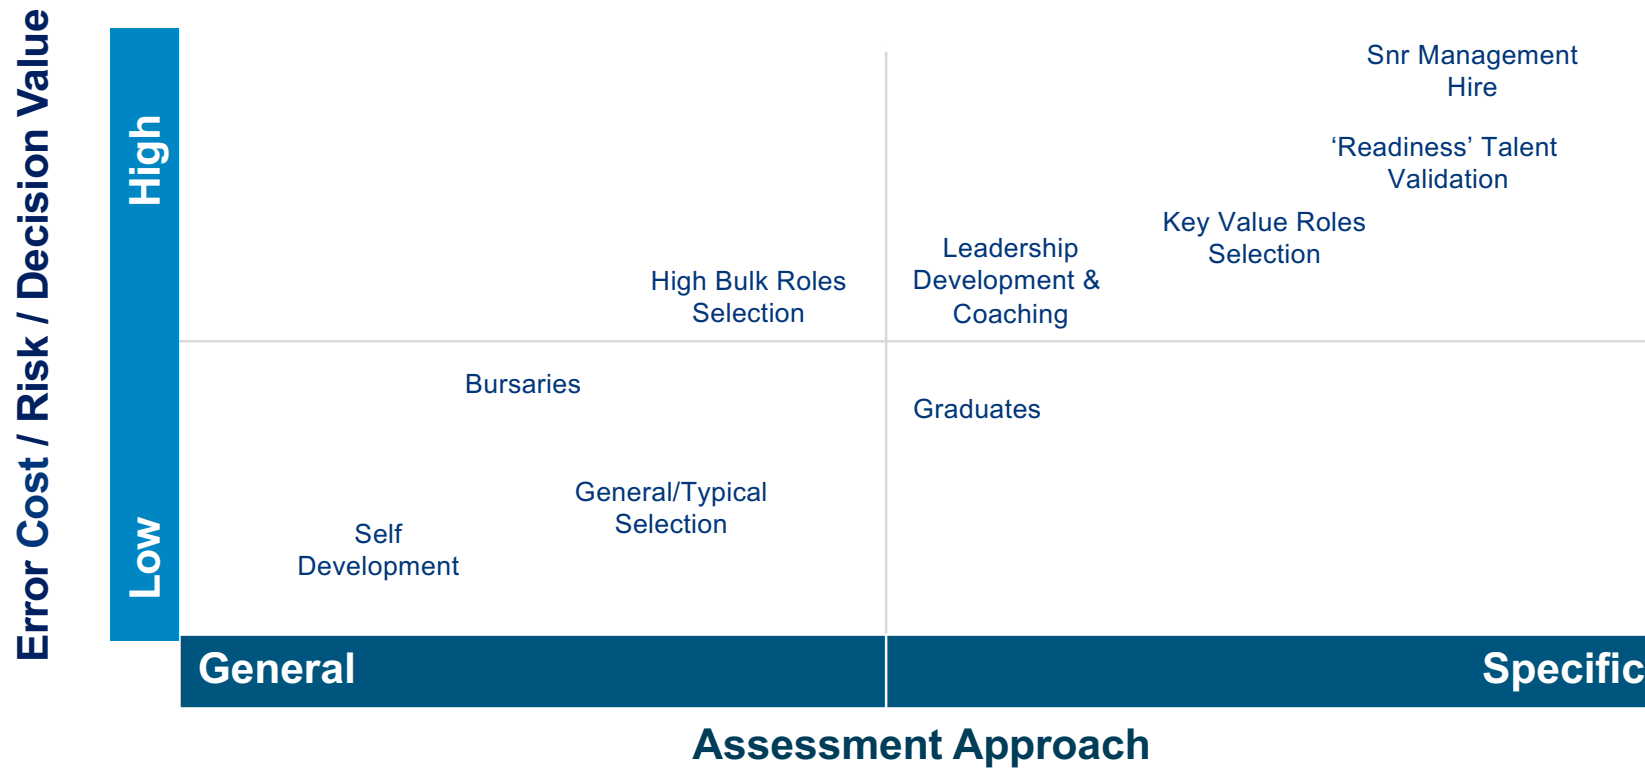 Error Cost / Risk / Decision Value
High
Low
Snr Management
Hire
‘Readiness’ Talent
Validation
Key Value Roles
Selection
Leadership
Development &
Coaching
High Bulk Roles
Selection
Bursaries
Graduates
General/Typical
Selection
Self
Development
General
Specific
Assessment Approach